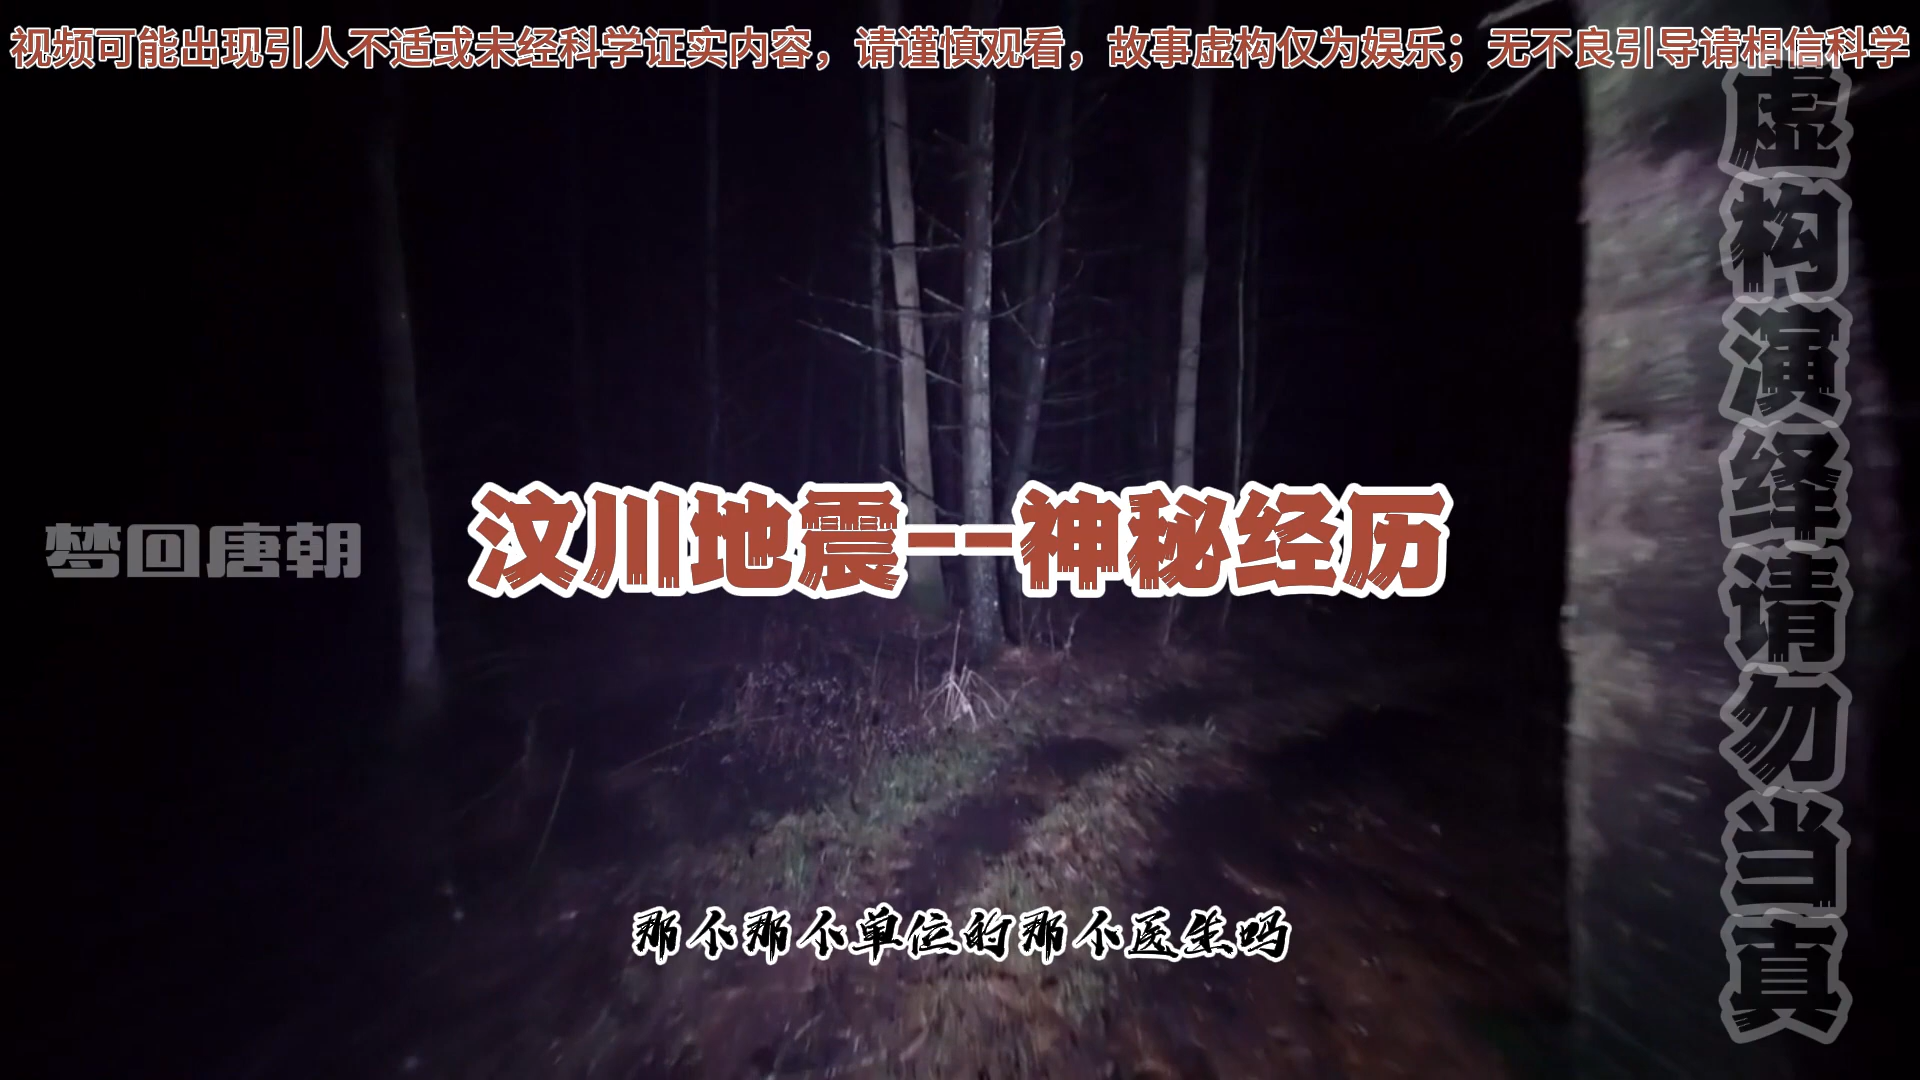 视频可能出现引人不适或未经科学证实内容，请谨慎观看，故事虚构仅为娱乐；无不良引导请相信科学
虚构演绎请勿当真
梦回唐朝
汶川地震--神秘经历
那个那个单位的那个医生吗